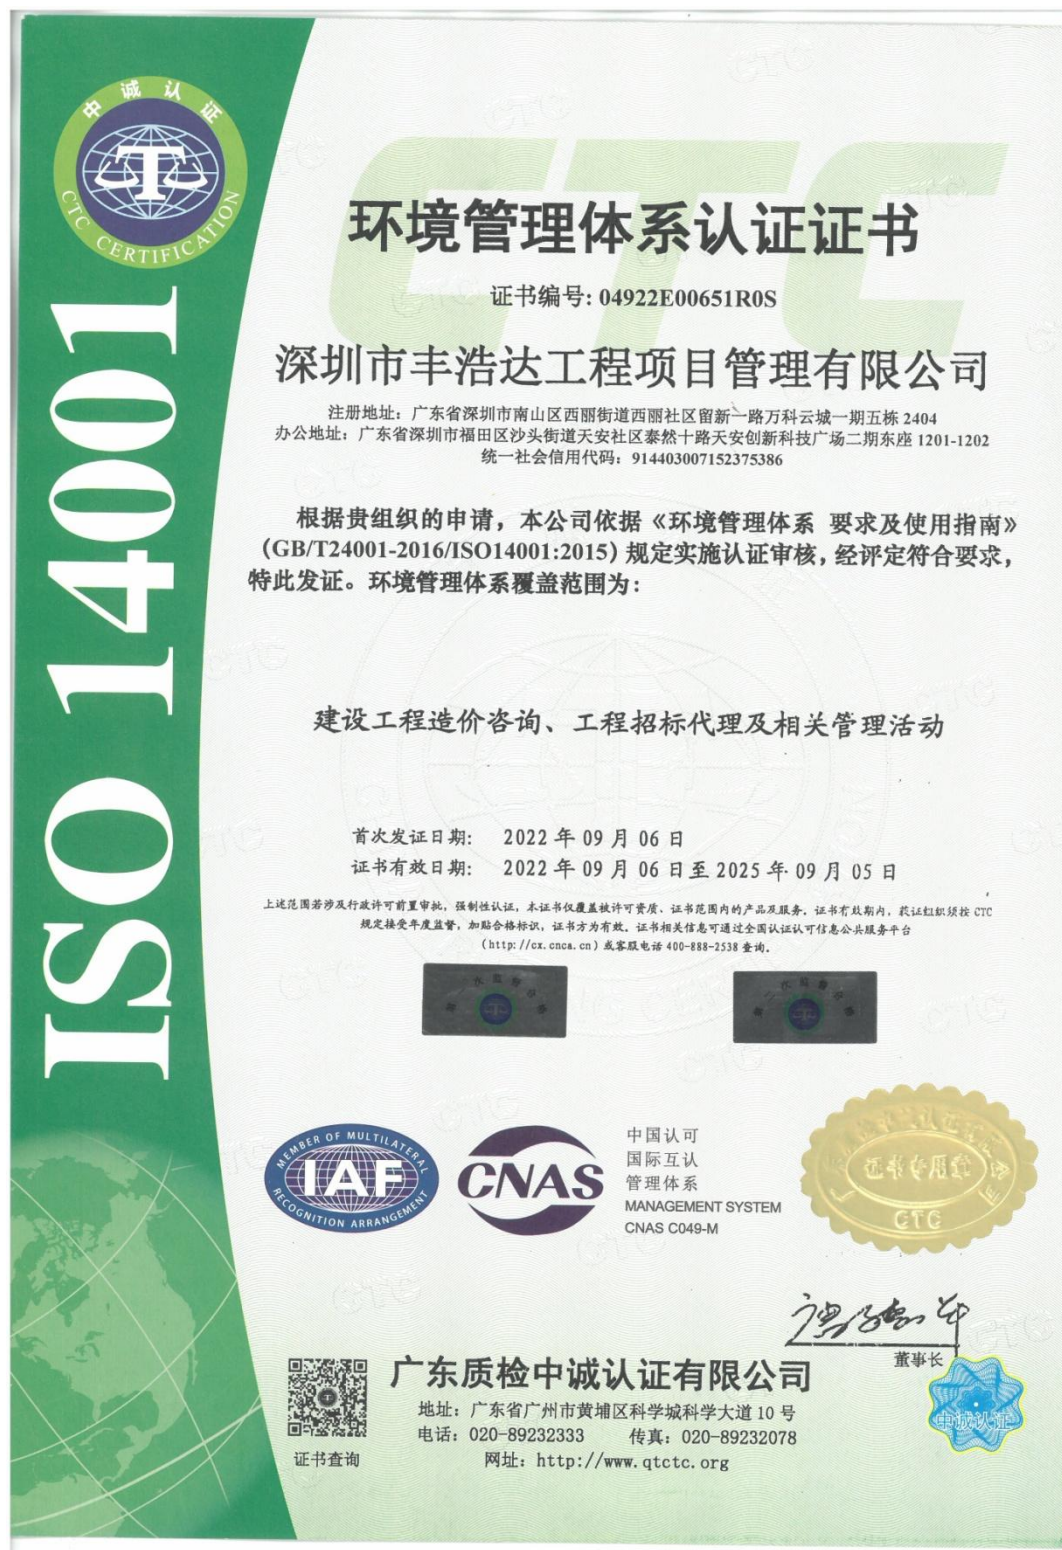 中诚认证
CTC CERTIFICATION
ISO 14001
CTC
环境管理体系认证证书
证书编号: 04922E00651R0S
深圳市丰浩达工程项目管理有限公司
注册地址：广东省深圳市南山区西丽街道西丽社区留新一路万科云城一期五栋 2404
办公地址：广东省深圳市福田区沙头街道天安社区泰然十路天安创新科技广场二期东座 1201-1202
统一社会信用代码：914403007152375386
根据贵组织的申请，本公司依据《环境管理体系 要求及使用指南》
（GB/T24001-2016/ISO14001:2015）规定实施认证审核，经评定符合要求，
特此发证。环境管理体系覆盖范围为：
建设工程造价咨询、工程招标代理及相关管理活动
首次发证日期： 2022 年 09 月 06 日
证书有效日期： 2022 年 09 月 06 日至 2025 年 09 月 05 日
上述范围若涉及行政许可前置审批，强制性认证，本证书仅覆盖被许可资质、证书范围内的产品及服务。证书有效期内，获证组织须按 CTC
规定接受年度监督，加贴合格标识，证书方为有效。证书相关信息可通过全国认证认可信息公共服务平台
（http://cx.cnca.cn）或客服电话 400-888-2538 查询。
MEMBER OF MULTILATERAL
IAF
RECOGNITION ARRANGEMENT
CNAS
中国认可
国际互认
管理体系
MANAGEMENT SYSTEM
CNAS C049-M
证书专用章
CTC
董事长
广东质检中诚认证有限公司
地址：广东省广州市黄埔区科学城科学大道 10 号
电话：020-89232333 传真：020-89232078
网址：http://www.qtctc.org
证书查询
中诚认证